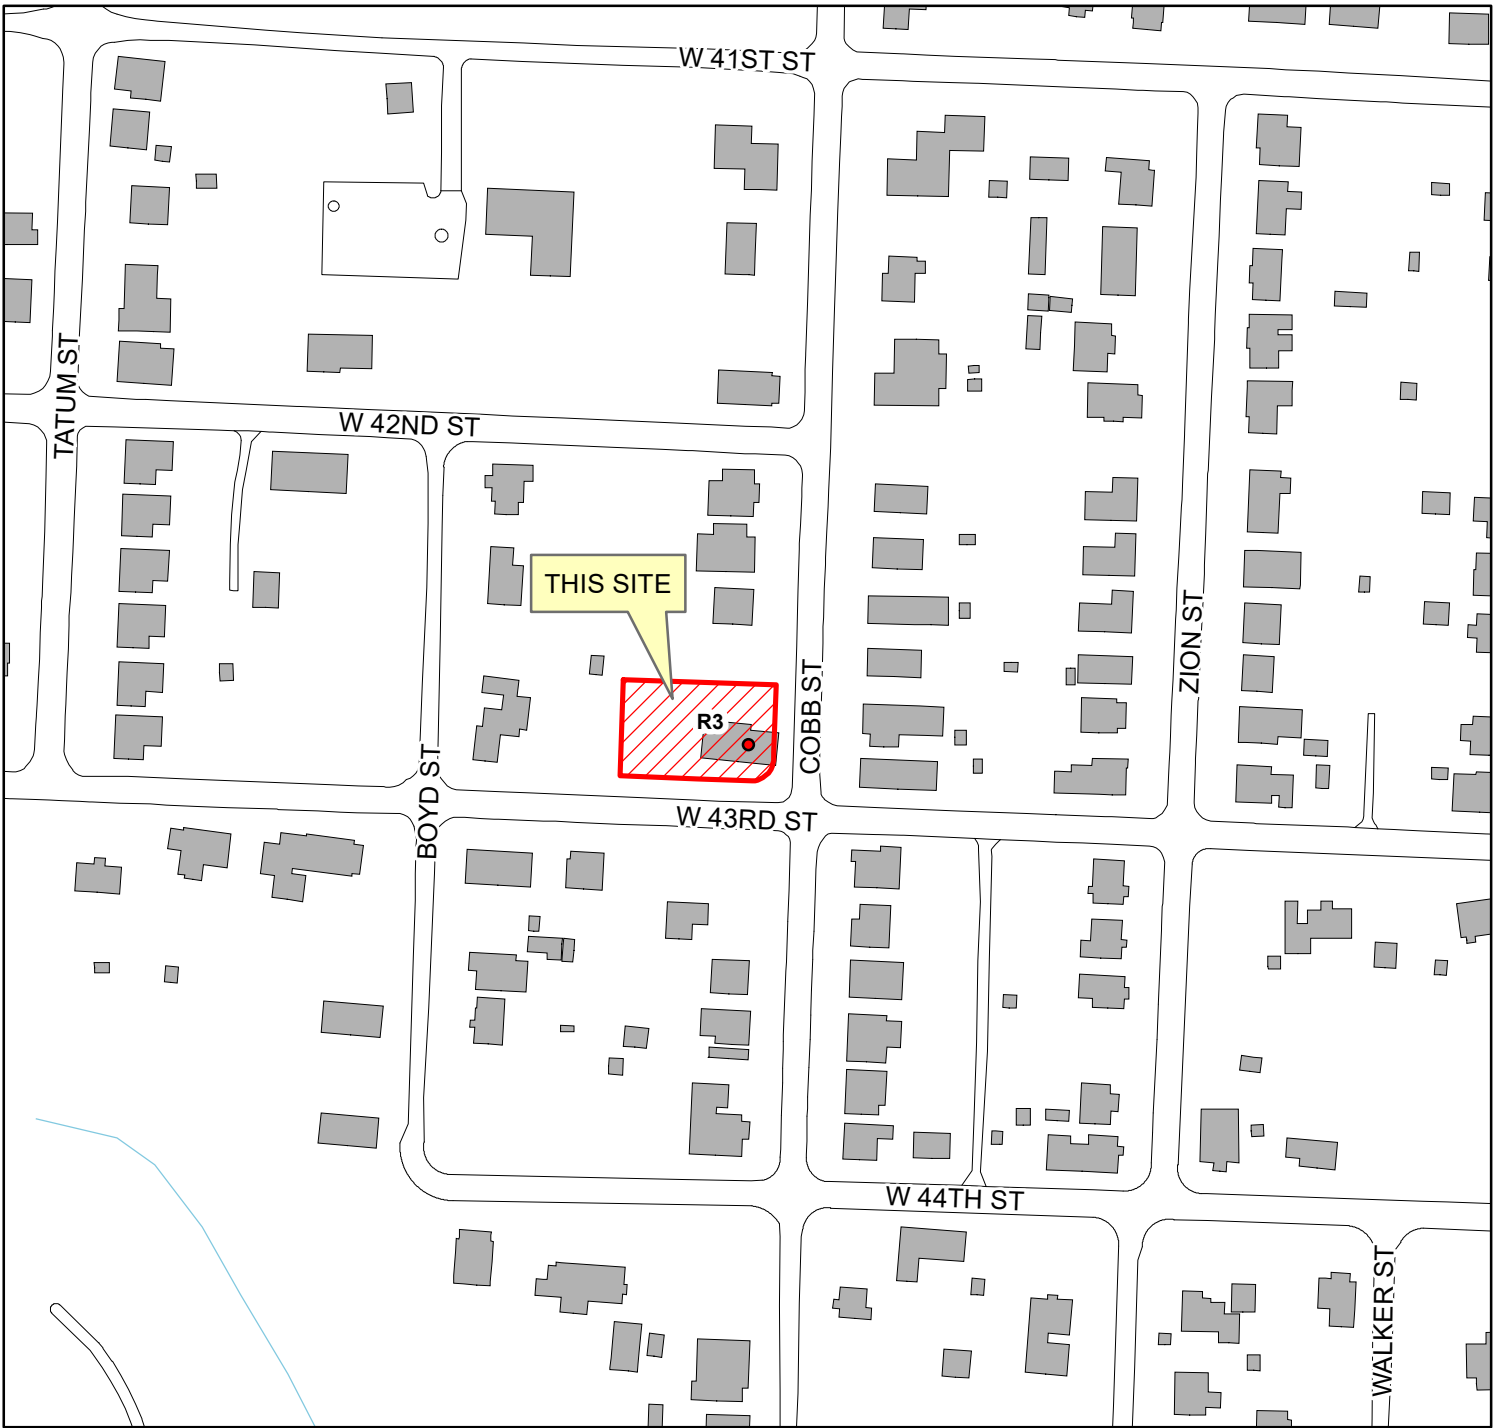 W 41ST ST
TATUM ST
W 42ND ST
THIS SITE
ZION ST
COBB ST
R3
BOYD ST
W 43RD ST
W 44TH ST
WALKER ST